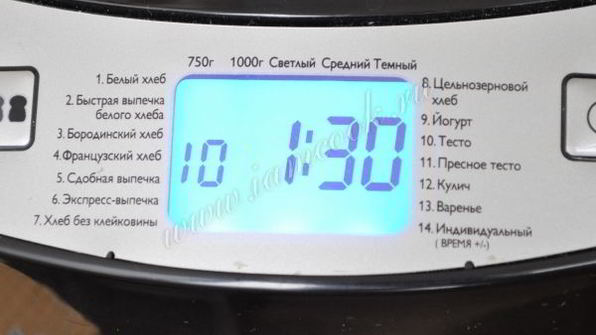 750г 1000г Светлый Средний Темный
1. Белый хлеб
2. Быстрая выпечка
белого хлеба
3. Бородинский хлеб
4. Французский хлеб
5. Сдобная выпечка
6. Экспресс-выпечка
7. Хлеб без клейковины
10 1:30
8. Цельнозерновой
хлеб
9. Йогурт
10. Тесто
11. Пресное тесто
12. Кулич
13. Варенье
14. Индивидуальный
( ВРЕМЯ +/-)
www.iamcook.ru